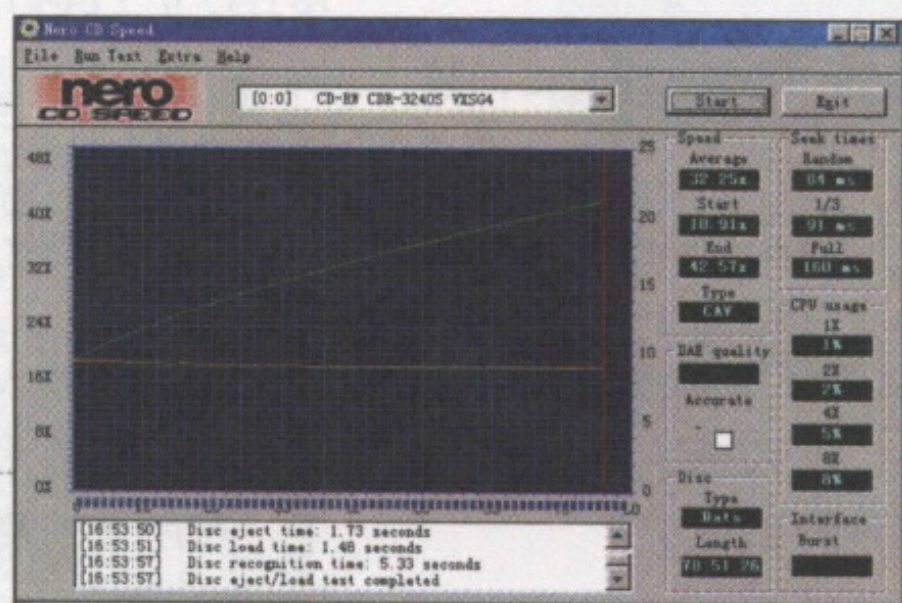 Nero CD Speed
File Run Test Extra Help
nero
CD SPEED
[0:0] CD-RW CDR-3240S VXSG4
Start
Exit
48X
40X
32X
24X
16X
8X
0X
25
20
15
10
5
0
Speed
Average
32.25x
Start
18.91x
End
42.57x
Type
CAV
DAE quality
Accurate
Disc
Type
Data
Length
Seek times
Random
84 ms
1/3
91 ms
Full
160 ms
CPU usage
1X
1%
2X
2%
4X
5%
8X
8%
Interface
Burst
[16:53:50] Disc eject time: 1.73 seconds
[16:53:51] Disc load time: 1.48 seconds
[16:53:57] Disc recognition time: 5.33 seconds
[16:53:57] Disc eject/load test completed